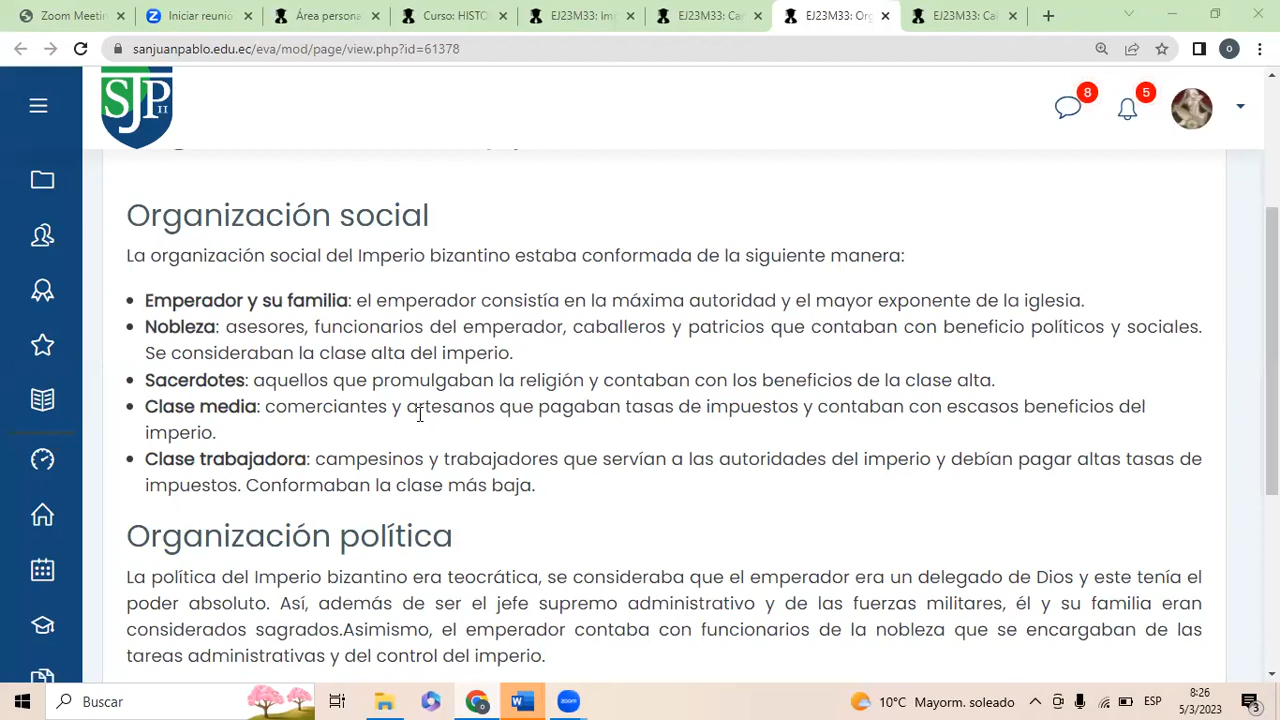 Zoom Meetin
Iniciar reunió
Área persona
Curso: HISTO
EJ23M33: Im
EJ23M33: Car
EJ23M33: Org
EJ23M33: Cal
sanjuanpablo.edu.ec/eva/mod/page/view.php?id=61378
o
SJP
II
8
5
Organización social
La organización social del Imperio bizantino estaba conformada de la siguiente manera:
Emperador y su familia: el emperador consistía en la máxima autoridad y el mayor exponente de la iglesia.
Nobleza: asesores, funcionarios del emperador, caballeros y patricios que contaban con beneficio políticos y sociales.
Se consideraban la clase alta del imperio.
Sacerdotes: aquellos que promulgaban la religión y contaban con los beneficios de la clase alta.
Clase media: comerciantes y artesanos que pagaban tasas de impuestos y contaban con escasos beneficios del
imperio.
Clase trabajadora: campesinos y trabajadores que servían a las autoridades del imperio y debían pagar altas tasas de
impuestos. Conformaban la clase más baja.
Organización política
La política del Imperio bizantino era teocrática, se consideraba que el emperador era un delegado de Dios y este tenía el
poder absoluto. Así, además de ser el jefe supremo administrativo y de las fuerzas militares, él y su familia eran
considerados sagrados.Asimismo, el emperador contaba con funcionarios de la nobleza que se encargaban de las
tareas administrativas y del control del imperio.
Buscar
10°C Mayorm. soleado
ESP
8:26
5/3/2023
3